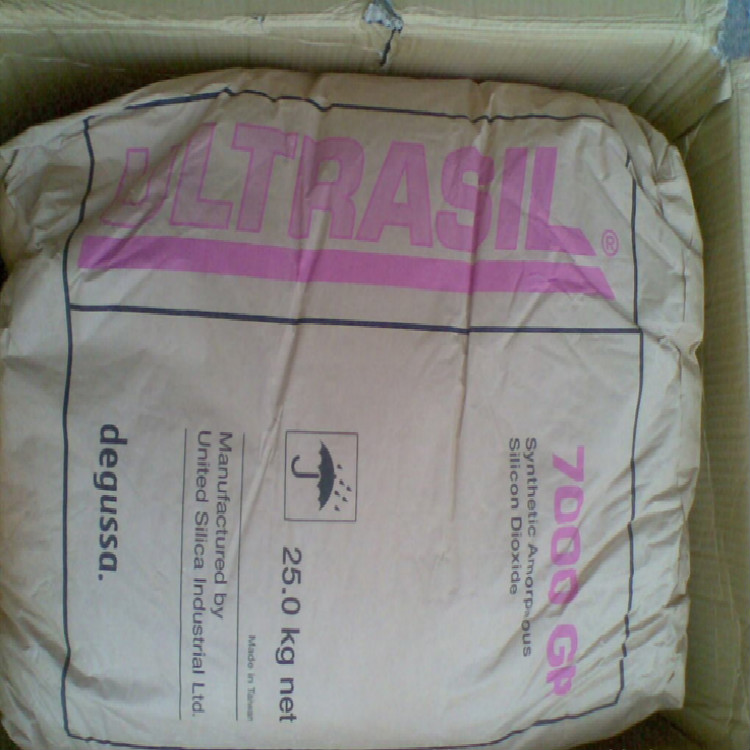 ULTRASIL®
7000 GP
Synthetic Amorphous
Silicon Dioxide
25.0 kg net
Made in Taiwan
Manufactured by
United Silica Industrial Ltd.
degussa.